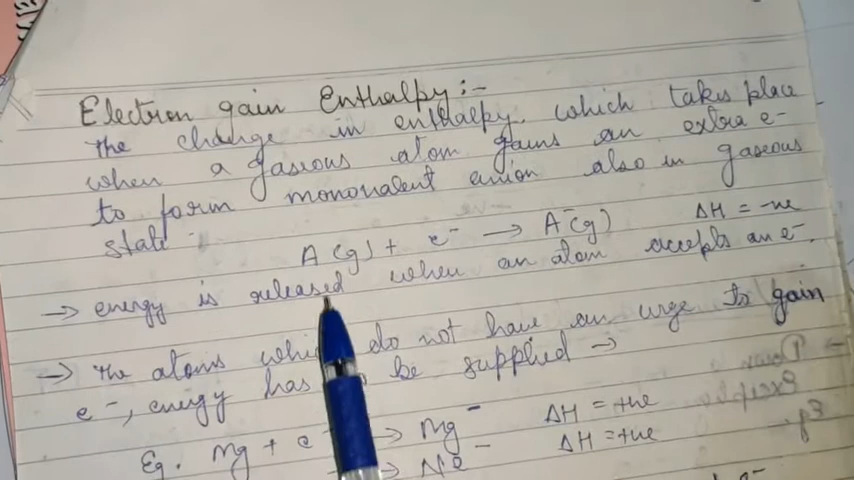 Electron gain Enthalpy :-
The change in enthalpy which takes place
when a gaseous atom gains an extra e-
to form monovalent anion also in gaseous
state
A (g) + e⁻ → A⁻(g) ΔH = -ve
→ energy is released when an atom accepts an e⁻.
→ The atoms which do not have an urge to gain
e⁻, energy has to be supplied →
Eg. Mg + e⁻ → Mg⁻ ΔH = +ve
→ Ne⁻ ΔH = +ve